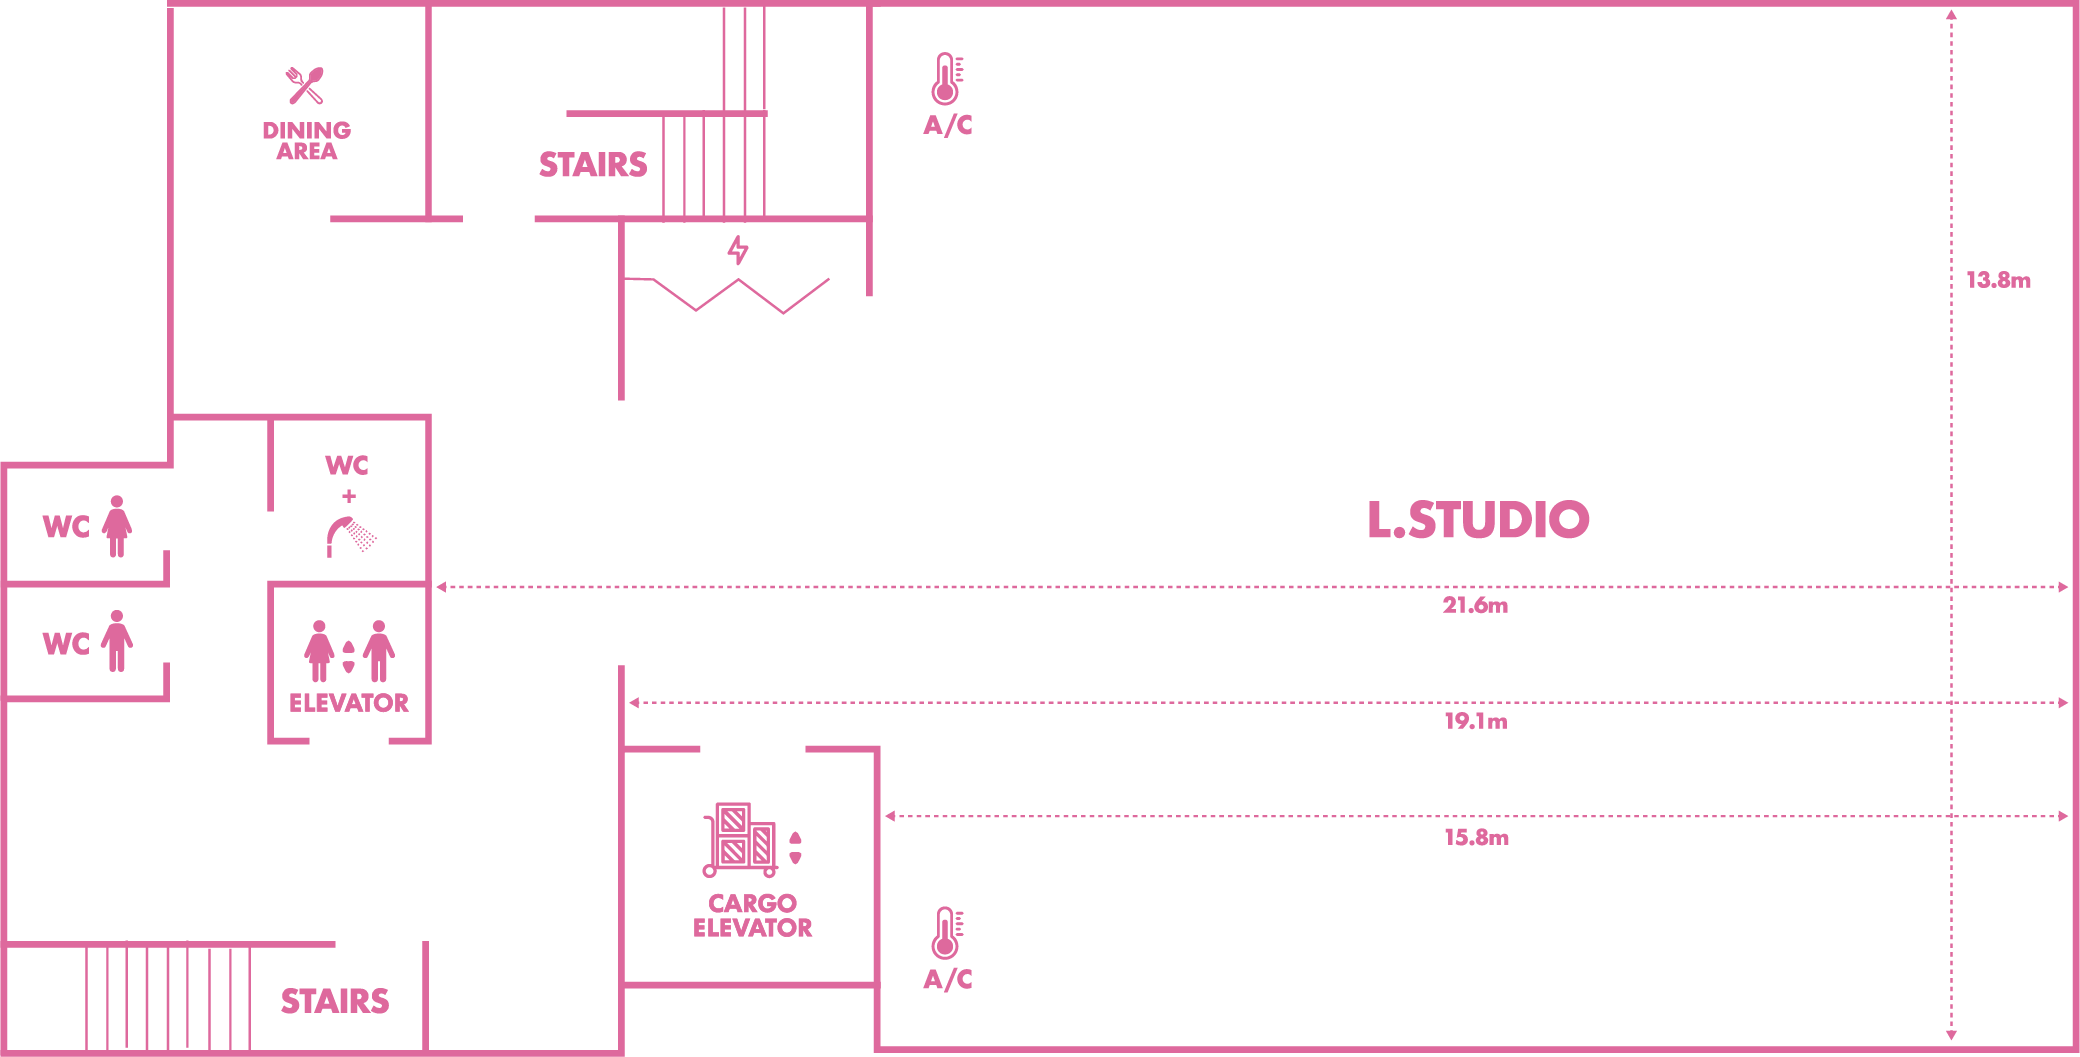 DINING
AREA
STAIRS
A/C
13.8m
WC
+
WC
L.STUDIO
21.6m
WC
ELEVATOR
19.1m
15.8m
CARGO
ELEVATOR
A/C
STAIRS